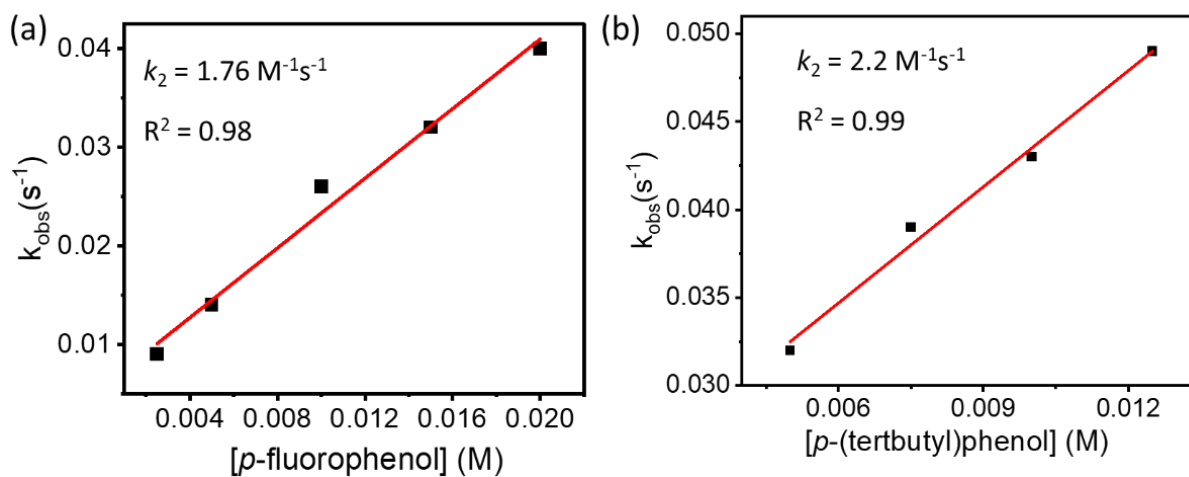 (a)
k₂ = 1.76 M⁻¹s⁻¹
R² = 0.98
0.04
0.03
0.02
0.01
k_obs(s⁻¹)
0.004 0.008 0.012 0.016 0.020
[p-fluorophenol] (M)
(b)
k₂ = 2.2 M⁻¹s⁻¹
R² = 0.99
0.050
0.045
0.040
0.035
0.030
k_obs(s⁻¹)
0.006 0.009 0.012
[p-(tertbutyl)phenol] (M)